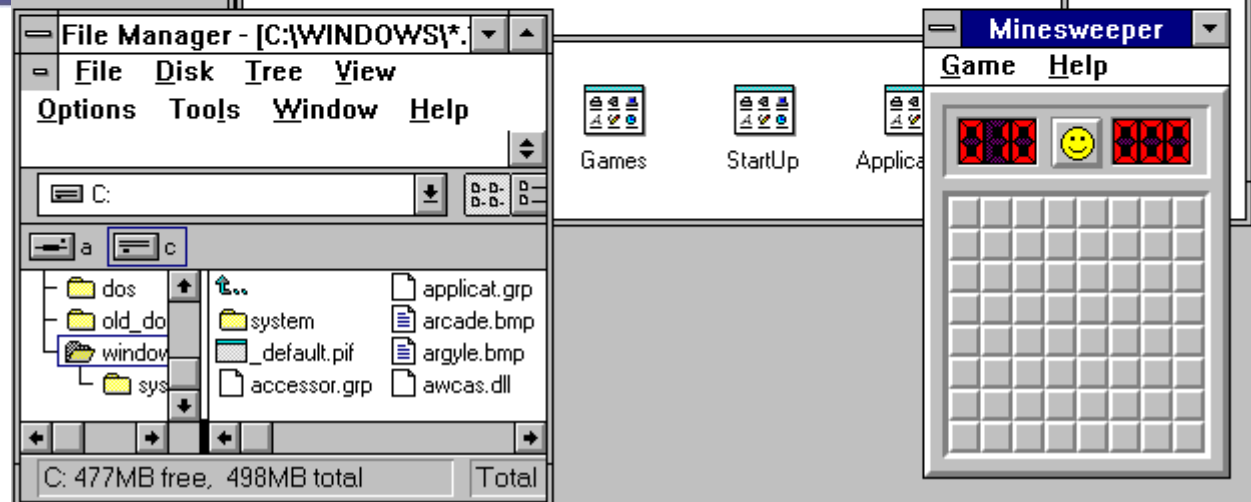 File Manager - [C:\WINDOWS\*.
File Disk Tree View
Options Tools Window Help
C:
a c
dos
old_do
window
sys
system
_default.pif
accessor.grp
applicat.grp
arcade.bmp
argyle.bmp
awcas.dll
C: 477MB free, 498MB total
Total
Games
StartUp
Applica
Minesweeper
Game Help